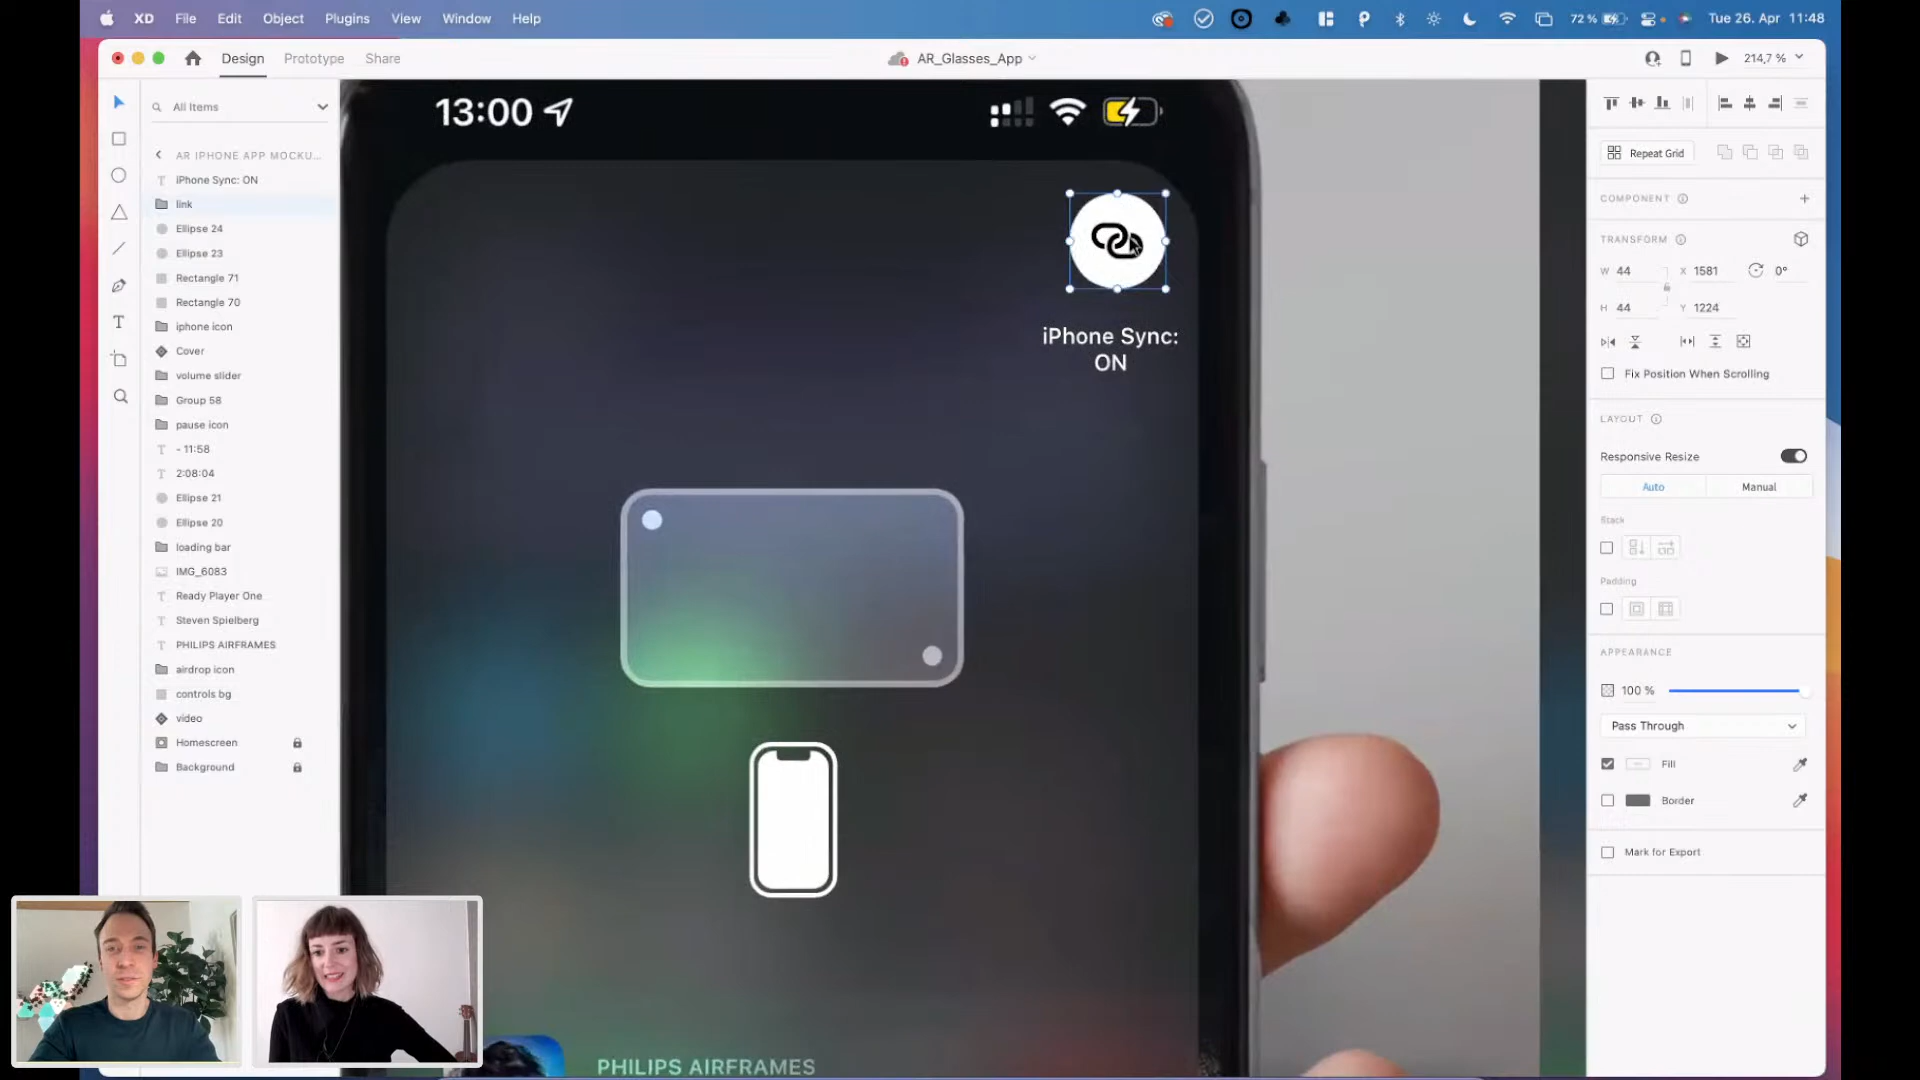 XD File Edit Object Plugins View Window Help
72 % Tue 26. Apr 11:48
Design Prototype Share
AR_Glasses_App
214,7 %
All Items
AR IPHONE APP MOCKU...
iPhone Sync: ON
link
Ellipse 24
Ellipse 23
Rectangle 71
Rectangle 70
iphone icon
Cover
volume slider
Group 58
pause icon
- 11:58
2:08:04
Ellipse 21
Ellipse 20
loading bar
IMG_6083
Ready Player One
Steven Spielberg
PHILIPS AIRFRAMES
airdrop icon
controls bg
video
Homescreen
Background
13:00
iPhone Sync:
ON
PHILIPS AIRFRAMES
Repeat Grid
COMPONENT
TRANSFORM
W 44 X 1581 0°
H 44 Y 1224
Fix Position When Scrolling
LAYOUT
Responsive Resize
Auto Manual
Stack
Padding
APPEARANCE
100 %
Pass Through
Fill
Border
Mark for Export